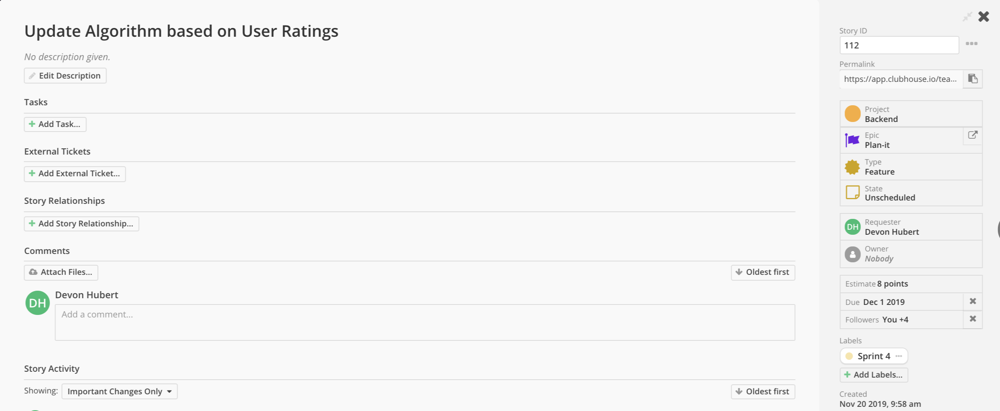 Update Algorithm based on User Ratings
No description given.
Edit Description
Tasks
Add Task...
External Tickets
Add External Ticket...
Story Relationships
Add Story Relationship...
Comments
Attach Files...
Oldest first
DH
Devon Hubert
Add a comment...
Story Activity
Showing: Important Changes Only
Oldest first
Story ID
112
Permalink
https://app.clubhouse.io/tea...
Project
Backend
Epic
Plan-it
Type
Feature
State
Unscheduled
DH
Requester
Devon Hubert
Owner
Nobody
Estimate 8 points
Due Dec 1 2019
Followers You +4
Labels
Sprint 4
Add Labels...
Created
Nov 20 2019, 9:58 am